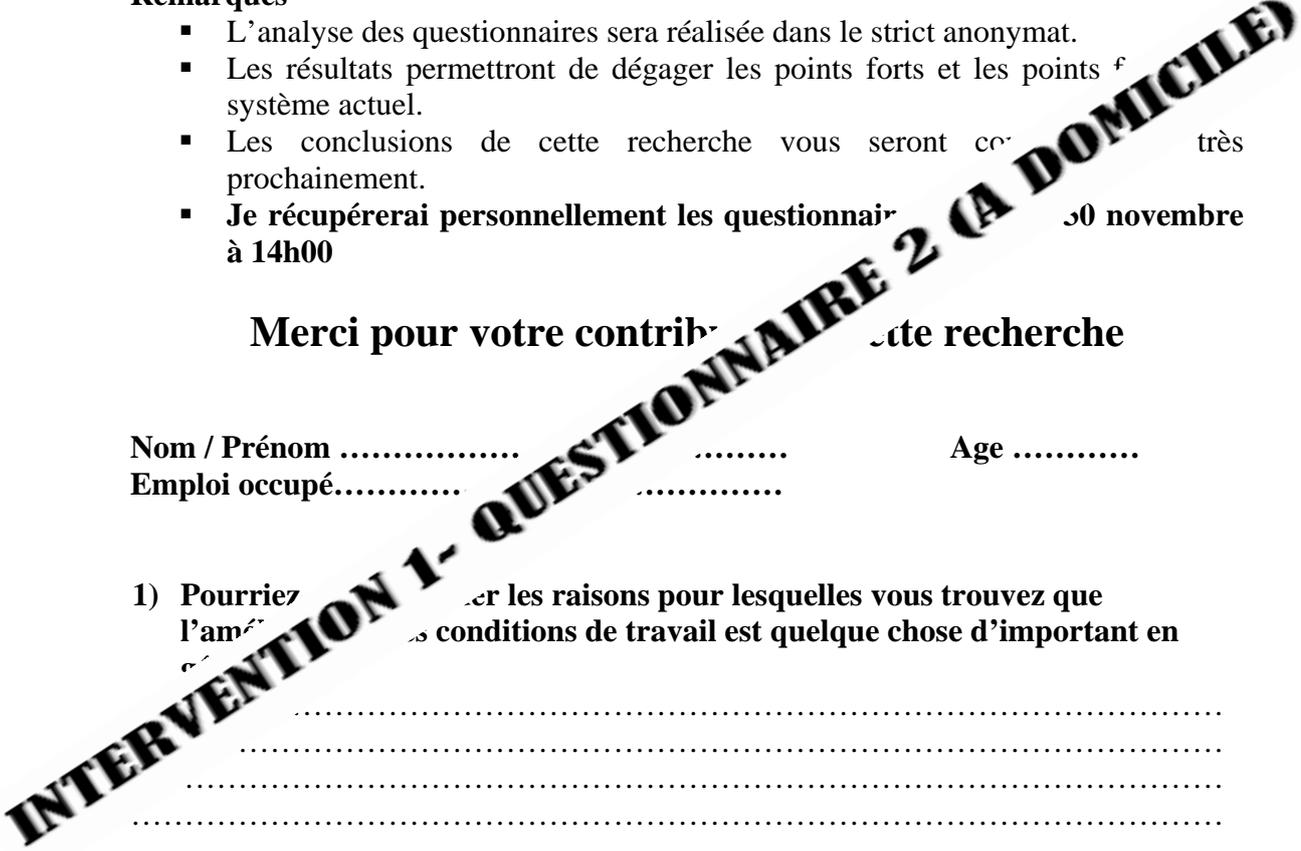 Remarques
▪ L’analyse des questionnaires sera réalisée dans le strict anonymat.
▪ Les résultats permettront de dégager les points forts et les points
système actuel.
▪ Les conclusions de cette recherche vous seront très
prochainement.
▪ Je récupérerai personnellement les novembre
à 14h00
Merci pour votre recherche
Nom / Prénom ................. ......... Age ............
Emploi occupé............ ..............
1) Pourriez les raisons pour lesquelles vous trouvez que
conditions de travail est quelque chose d’important en
INTERVENTION 1- QUESTIONNAIRE 2 (A DOMICILE)